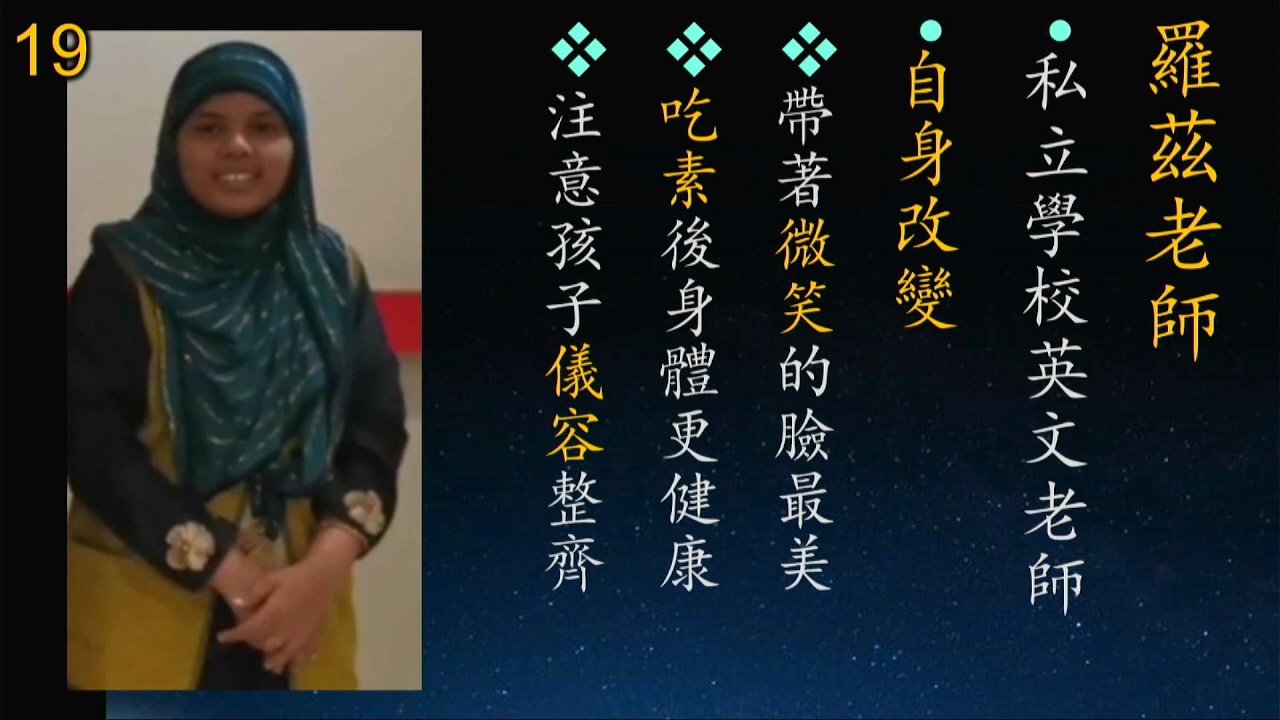 19
羅茲老師
私立學校英文老師
自身改變
帶著微笑的臉最美
吃素後身體更健康
注意孩子儀容整齊